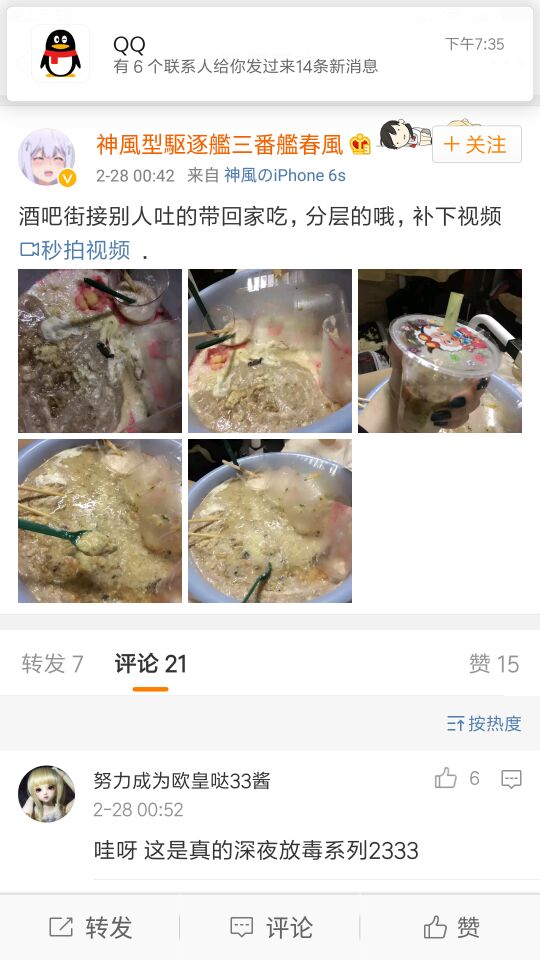 QQ
下午7:35
有 6 个联系人给你发过来14条新消息
神風型駆逐艦三番艦春風
+ 关注
2-28 00:42 来自 神風のiPhone 6s
酒吧街接别人吐的带回家吃, 分层的哦, 补下视频
秒拍视频 .
转发 7 评论 21 赞 15
按热度
努力成为欧皇哒33酱
6
2-28 00:52
哇呀 这是真的深夜放毒系列2333
转发 评论 赞